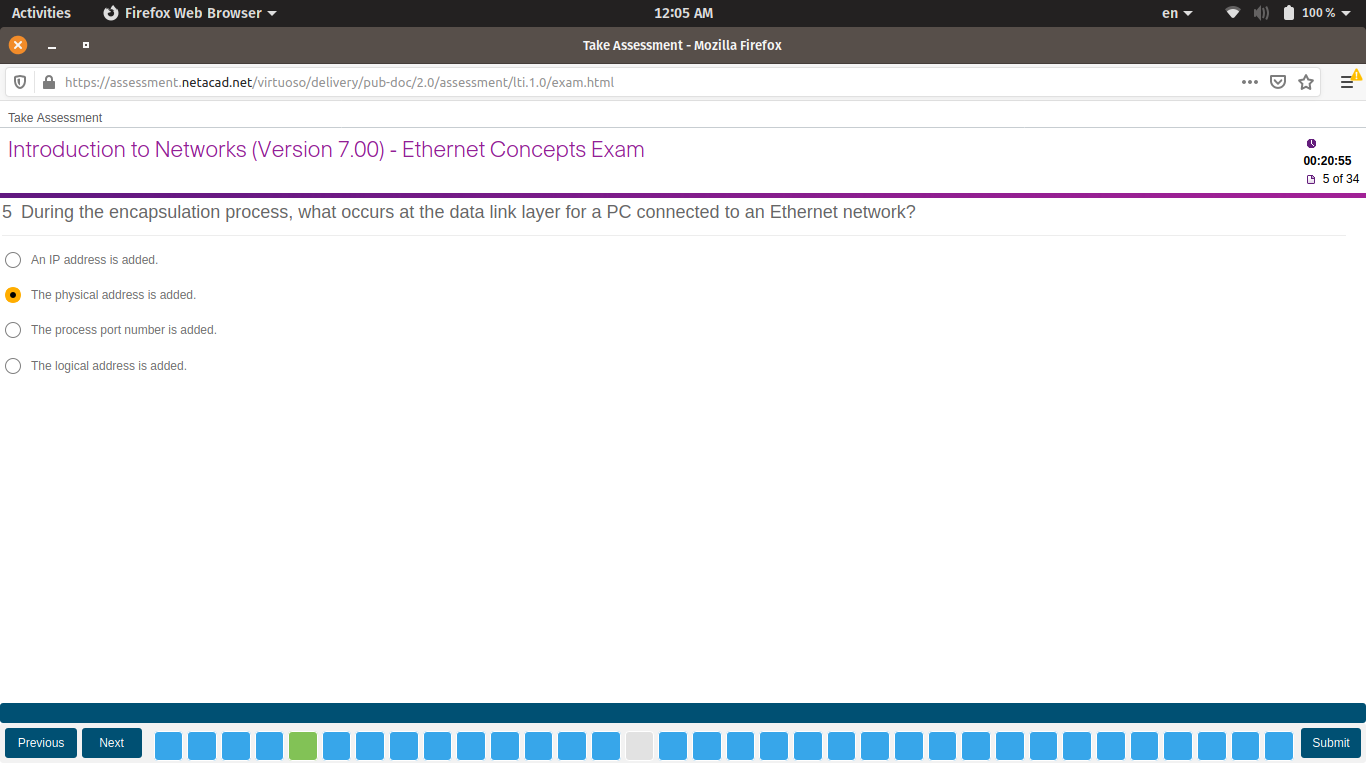 Activities Firefox Web Browser 12:05 AM en 100 %
Take Assessment - Mozilla Firefox
https://assessment.netacad.net/virtuoso/delivery/pub-doc/2.0/assessment/lti.1.0/exam.html
Take Assessment
Introduction to Networks (Version 7.00) - Ethernet Concepts Exam
00:20:55
5 of 34
5 During the encapsulation process, what occurs at the data link layer for a PC connected to an Ethernet network?
An IP address is added.
The physical address is added.
The process port number is added.
The logical address is added.
Previous Next Submit